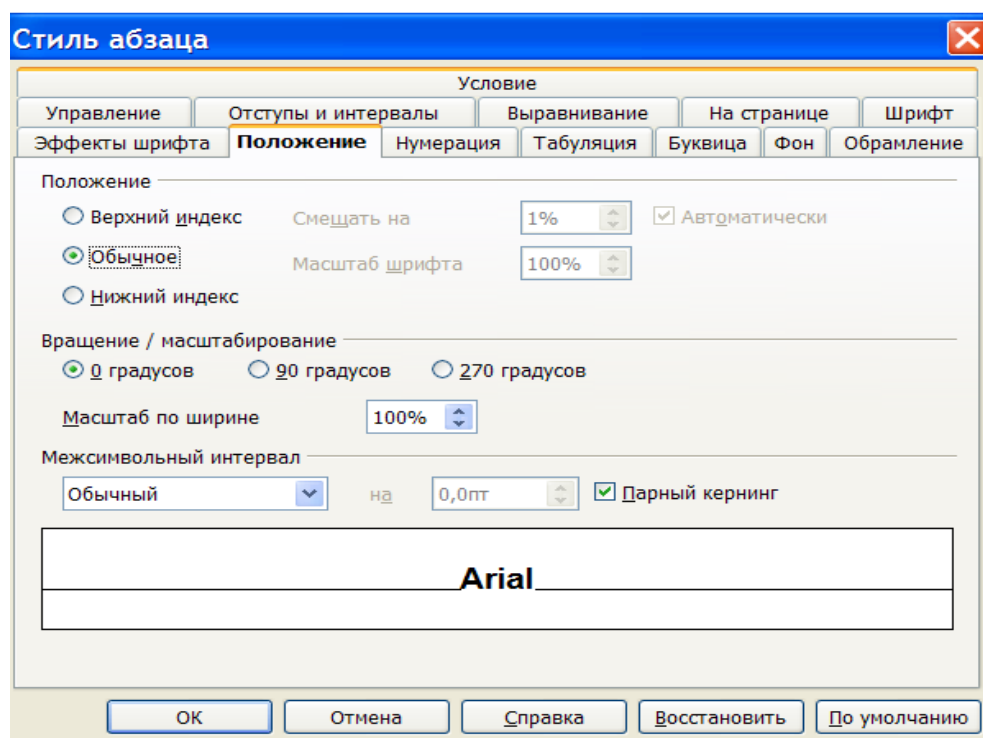 Стиль абзаца
Условие
Управление Отступы и интервалы Выравнивание На странице Шрифт
Эффекты шрифта Положение Нумерация Табуляция Буквица Фон Обрамление
Положение
Верхний индекс Смещать на 1% Автоматически
Обычное
Масштаб шрифта 100%
Нижний индекс
Вращение / масштабирование
0 градусов 90 градусов 270 градусов
Масштаб по ширине 100%
Межсимвольный интервал
Обычный на 0,0пт Парный кернинг
Arial
ОК Отмена Справка Восстановить По умолчанию